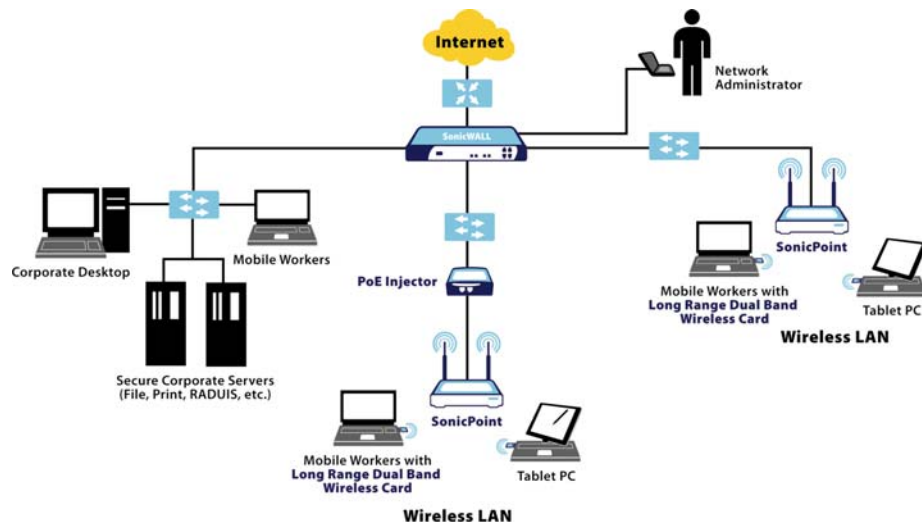 Internet
Network
Administrator
SonicWALL
Corporate Desktop
Mobile Workers
Secure Corporate Servers
(File, Print, RADUIS, etc.)
PoE Injector
SonicPoint
Mobile Workers with
Long Range Dual Band
Wireless Card
Tablet PC
Wireless LAN
SonicPoint
Mobile Workers with
Long Range Dual Band
Wireless Card
Tablet PC
Wireless LAN